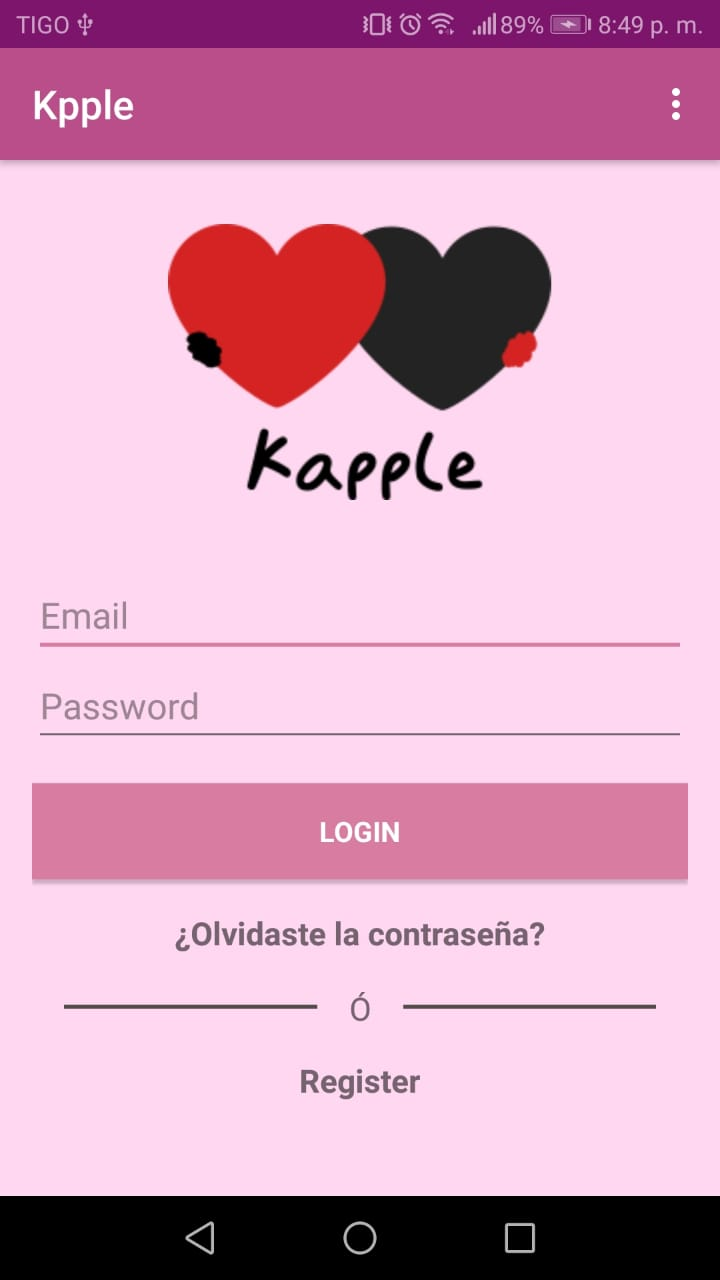 TIGO 89% 8:49 p. m.
Kpple
Kapple
Email
Password
LOGIN
¿Olvidaste la contraseña?
Ó
Register